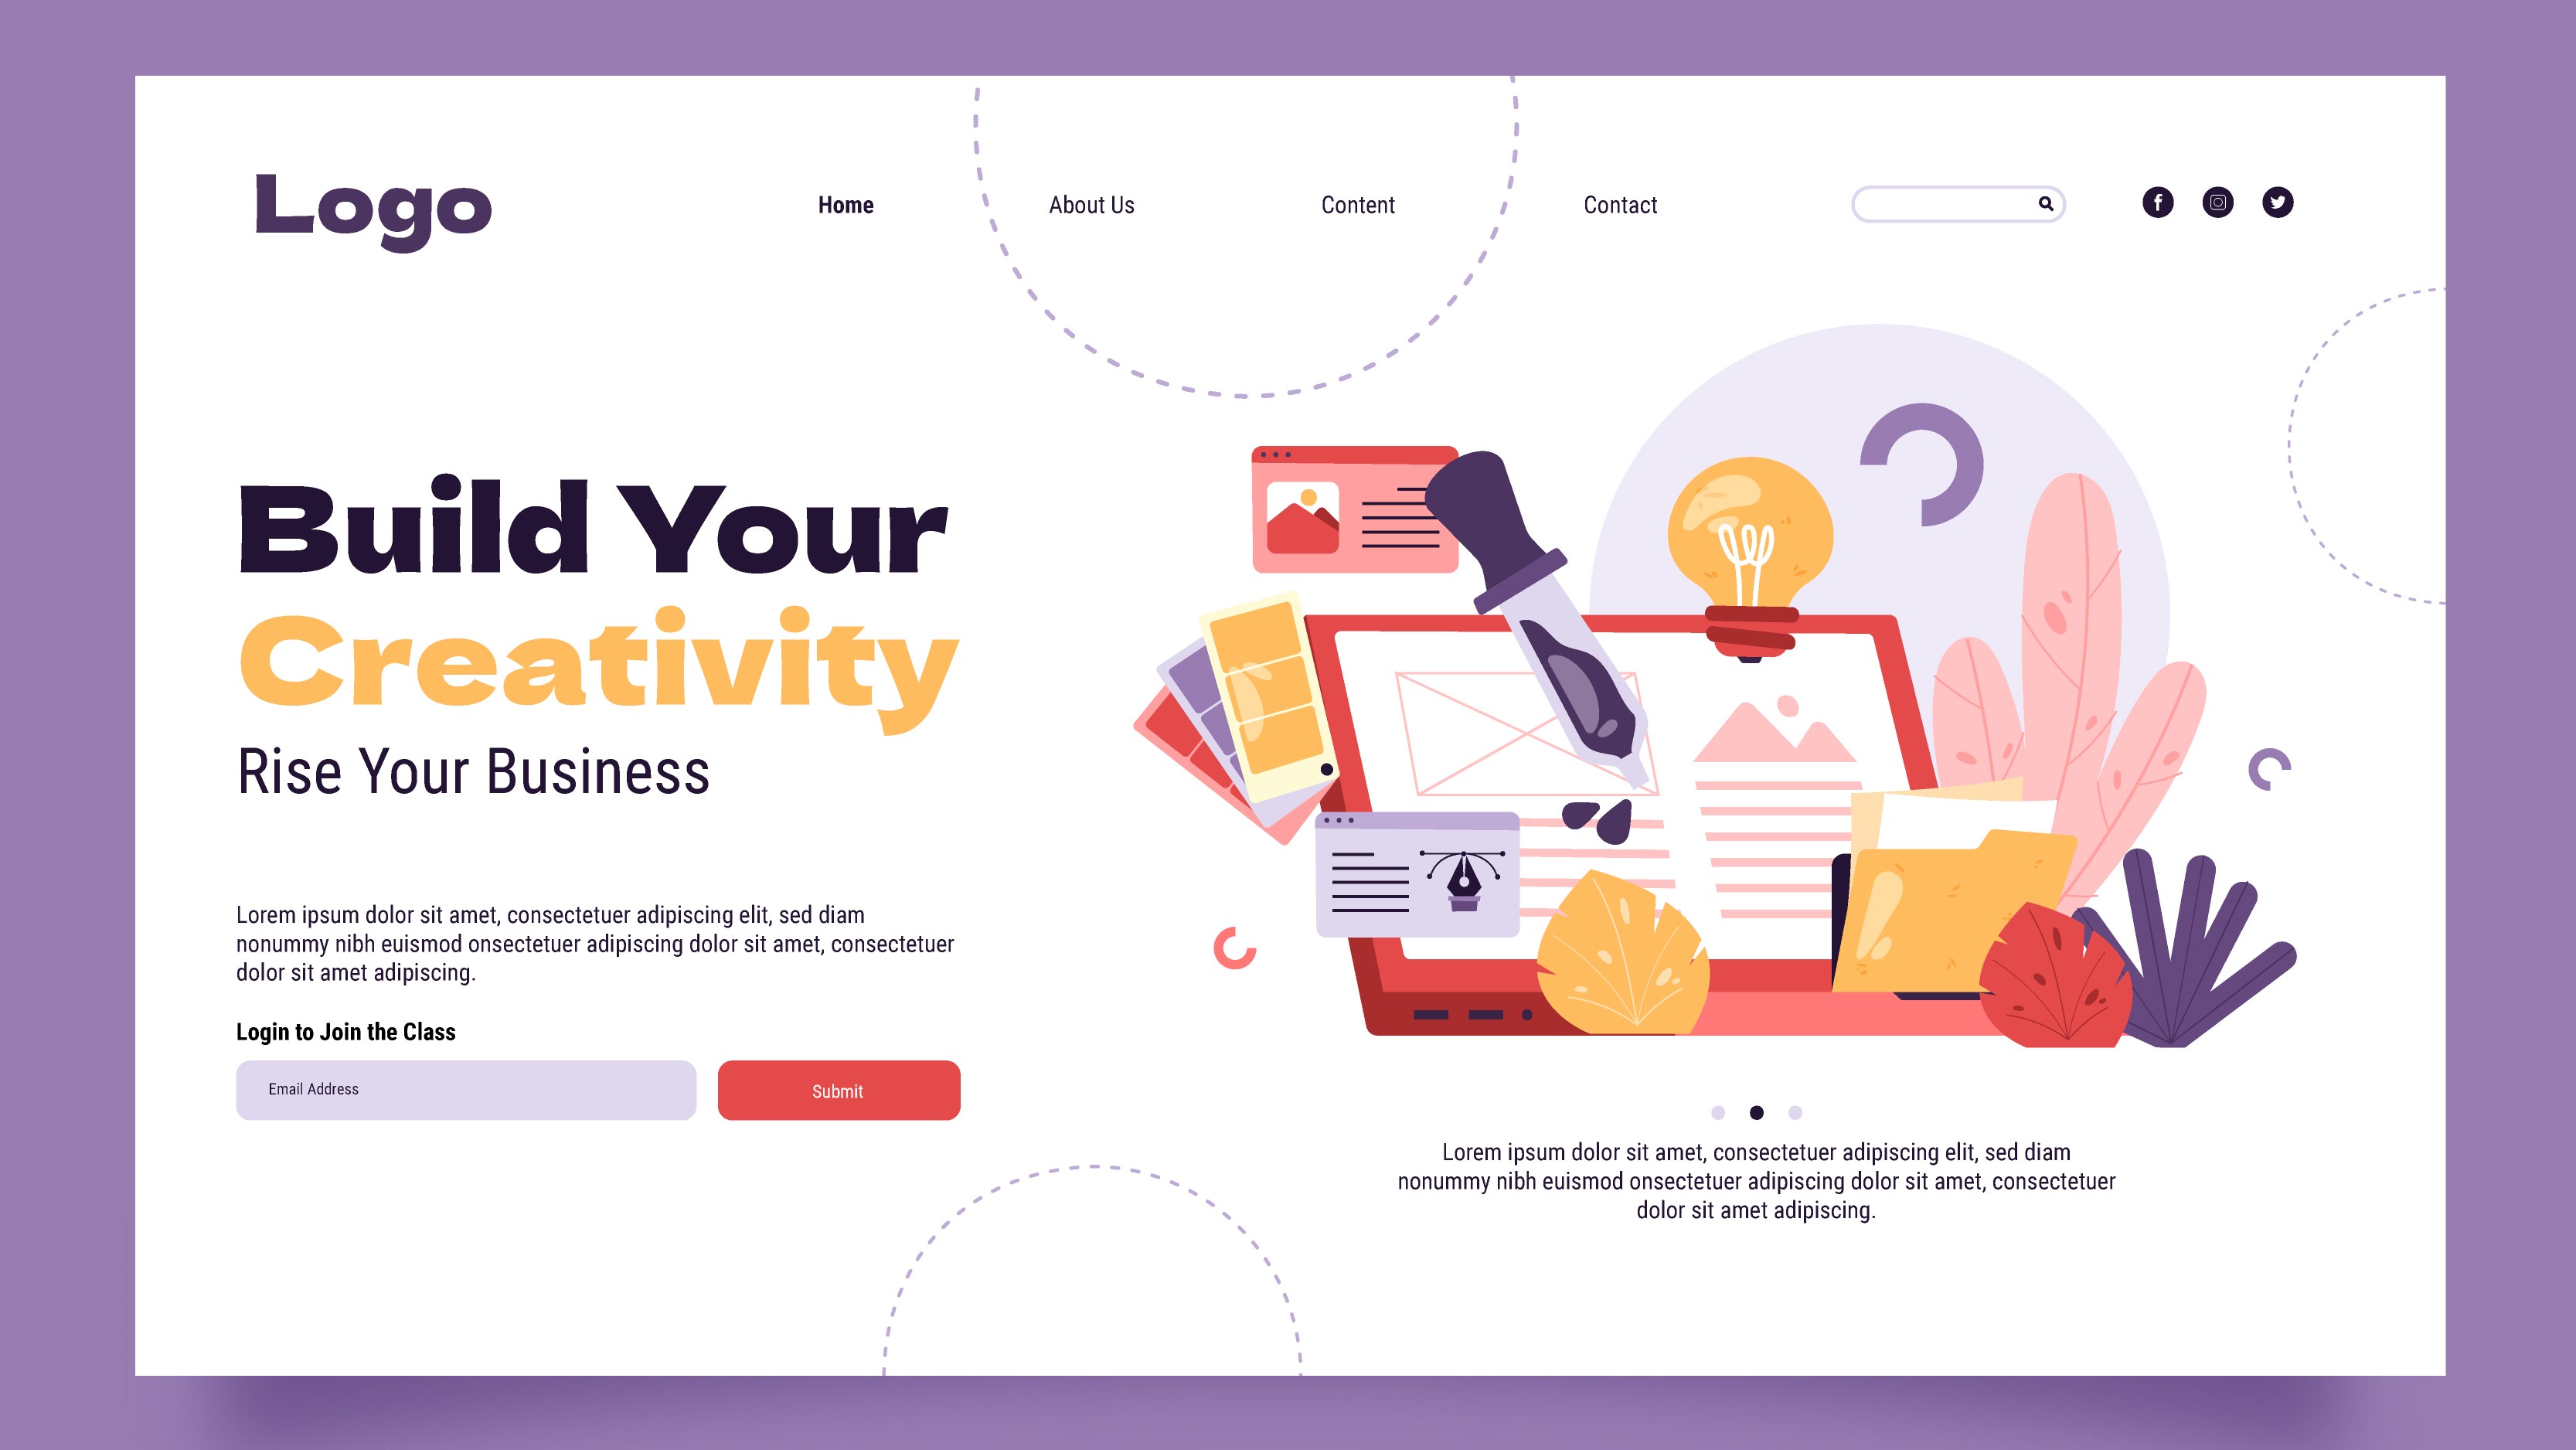 Logo
Home
About Us
Content
Contact
Build Your
Creativity
Rise Your Business
Lorem ipsum dolor sit amet, consectetuer adipiscing elit, sed diam
nonummy nibh euismod onsectetuer adipiscing dolor sit amet, consectetuer
dolor sit amet adipiscing.
Login to Join the Class
Email Address
Submit
Lorem ipsum dolor sit amet, consectetuer adipiscing elit, sed diam
nonummy nibh euismod onsectetuer adipiscing dolor sit amet, consectetuer
dolor sit amet adipiscing.